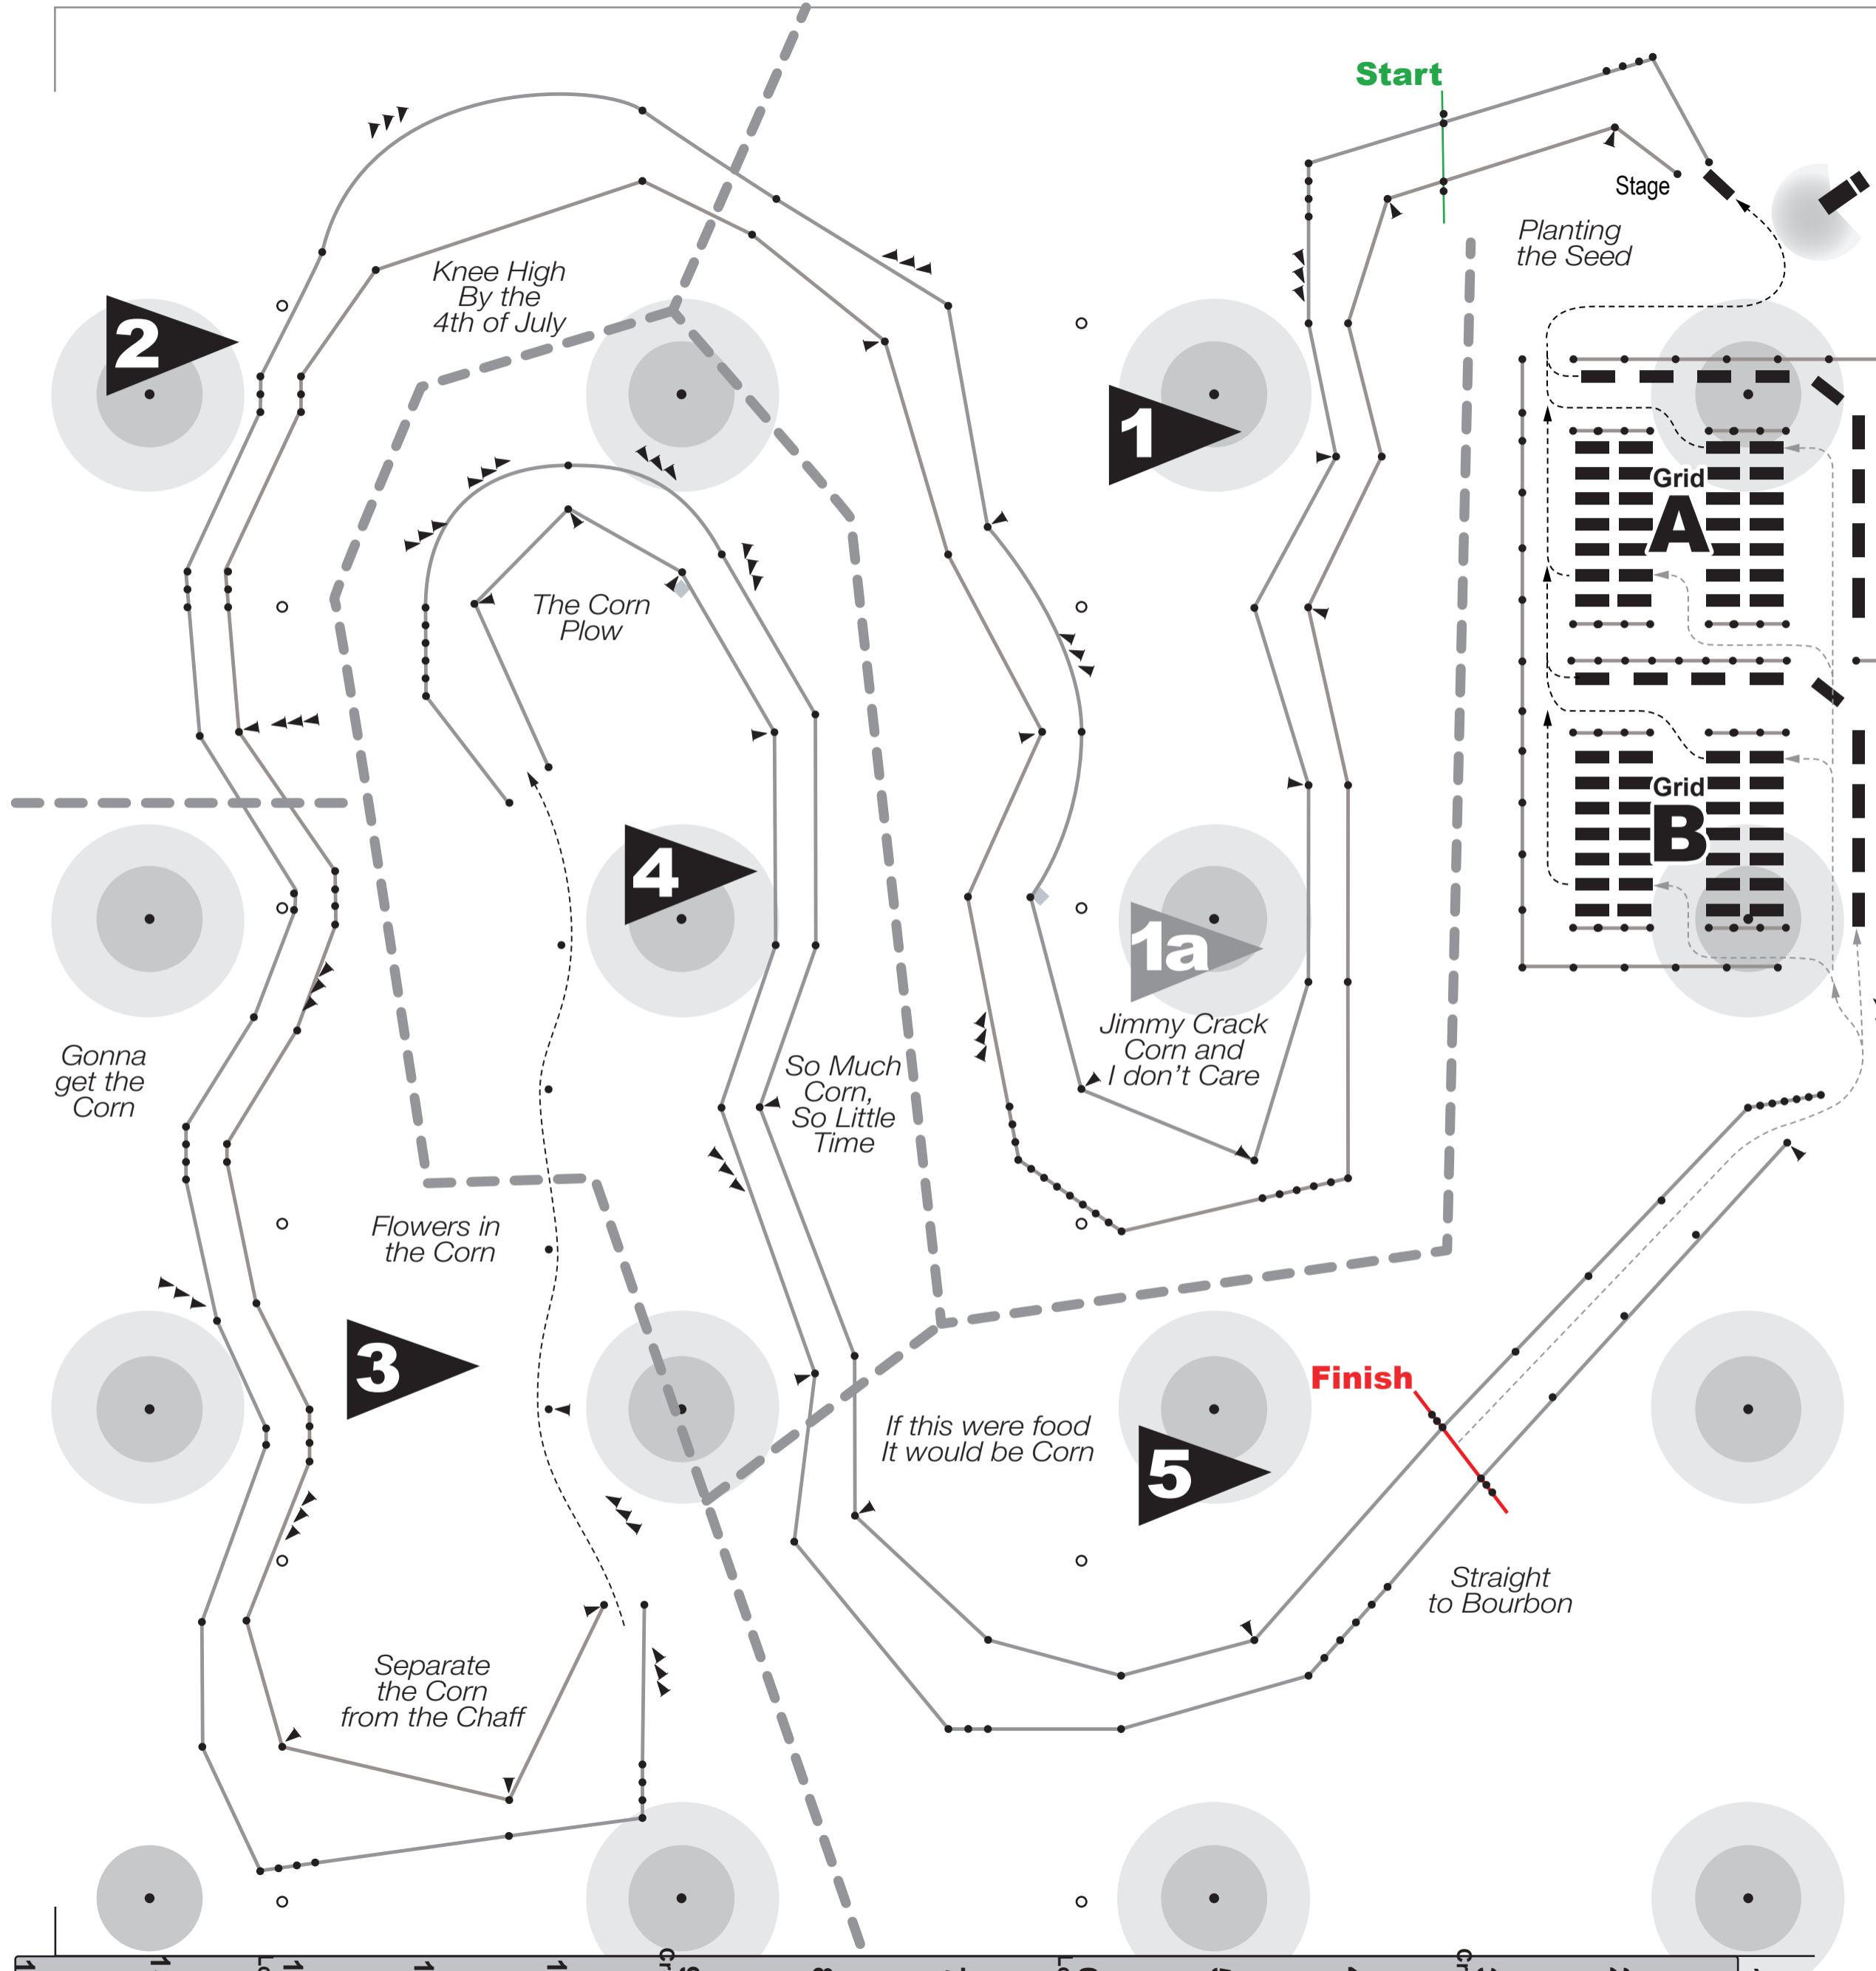 Start
Stage
Planting
the Seed
Knee High
By the
4th of July
2
1
Grid
A
The Corn
Plow
Grid
B
4
1a
Jimmy Crack
Corn and
I don't Care
Gonna
get the
Corn
So Much
Corn,
So Little
Time
Flowers in
the Corn
3
Finish
If this were food
It would be Corn
5
Straight
to Bourbon
Separate
the Corn
from the Chaff